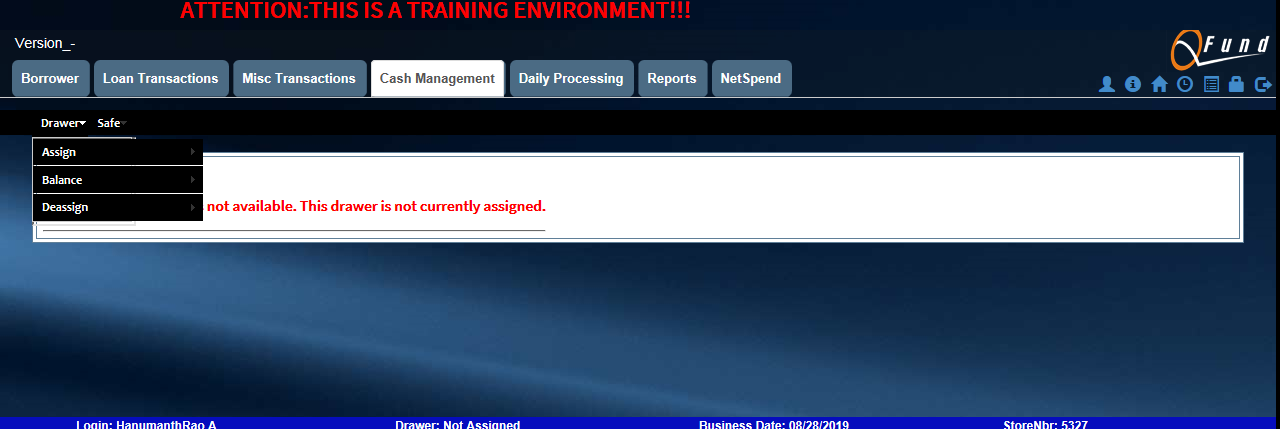 ATTENTION:THIS IS A TRAINING ENVIRONMENT!!!
Version_-
QFund
Borrower Loan Transactions Misc Transactions Cash Management Daily Processing Reports NetSpend
Drawer Safe
Assign
Balance
Deassign
not available. This drawer is not currently assigned.
Login: HanumanthRao A Drawer: Not Assigned Business Date: 08/28/2019 StoreNbr: 5327